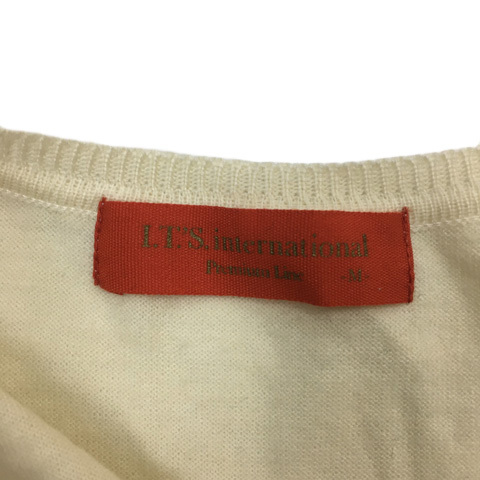 I.T.'S. international
Premium Line - M -